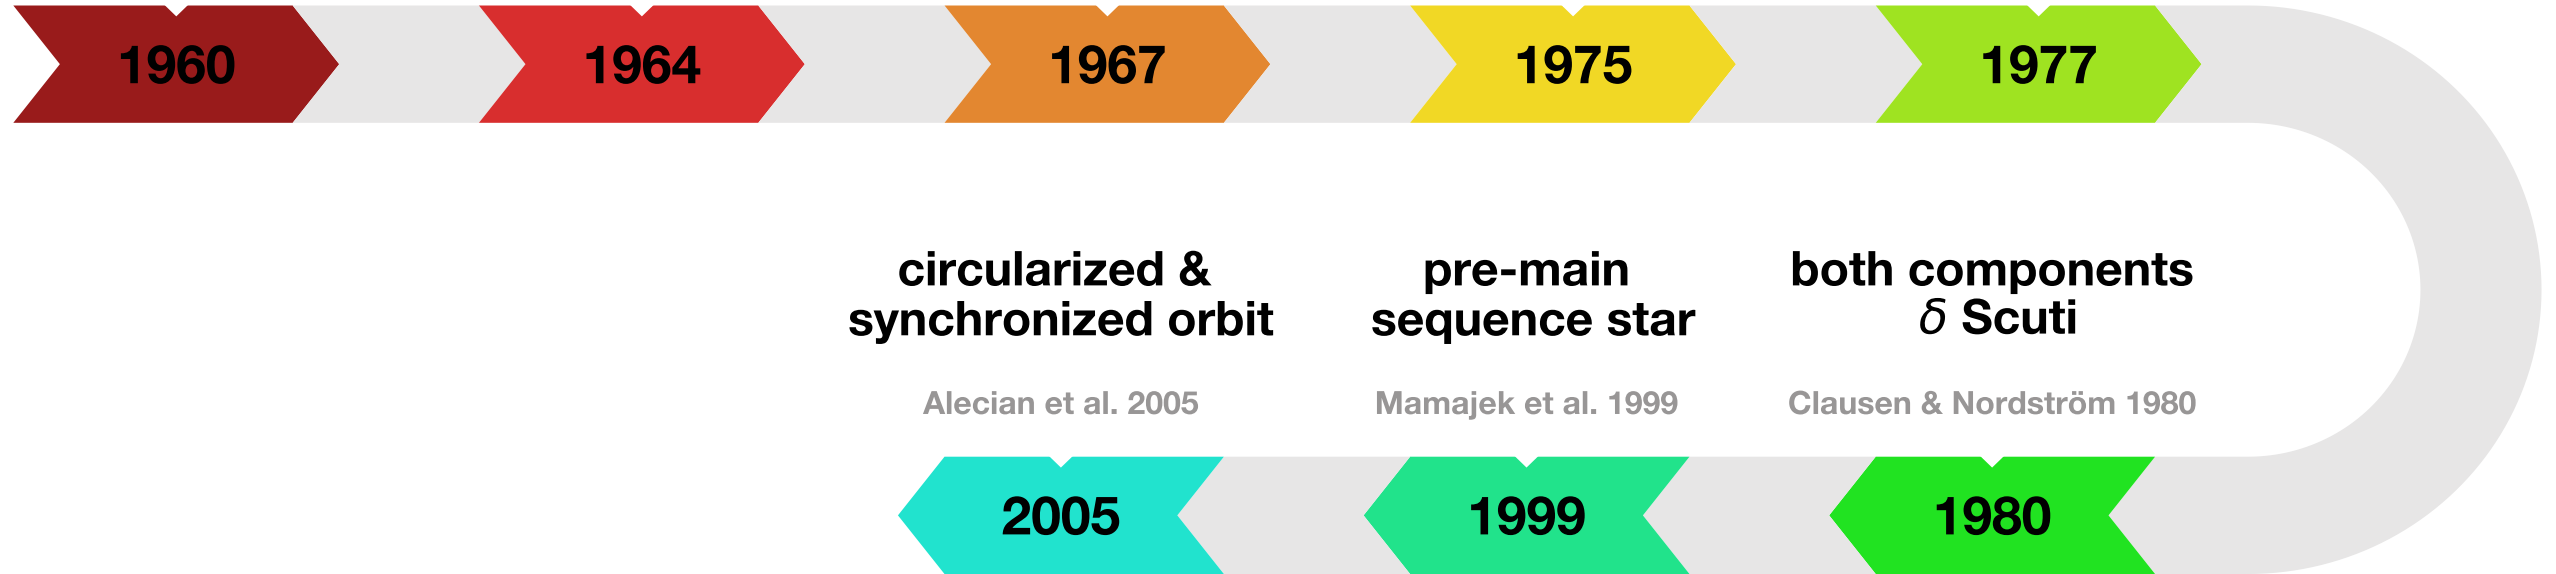 1960
1964
1967
1975
1977
circularized &
synchronized orbit
Alecian et al. 2005
pre-main
sequence star
Mamajek et al. 1999
both components
δ Scuti
Clausen & Nordström 1980
2005
1999
1980